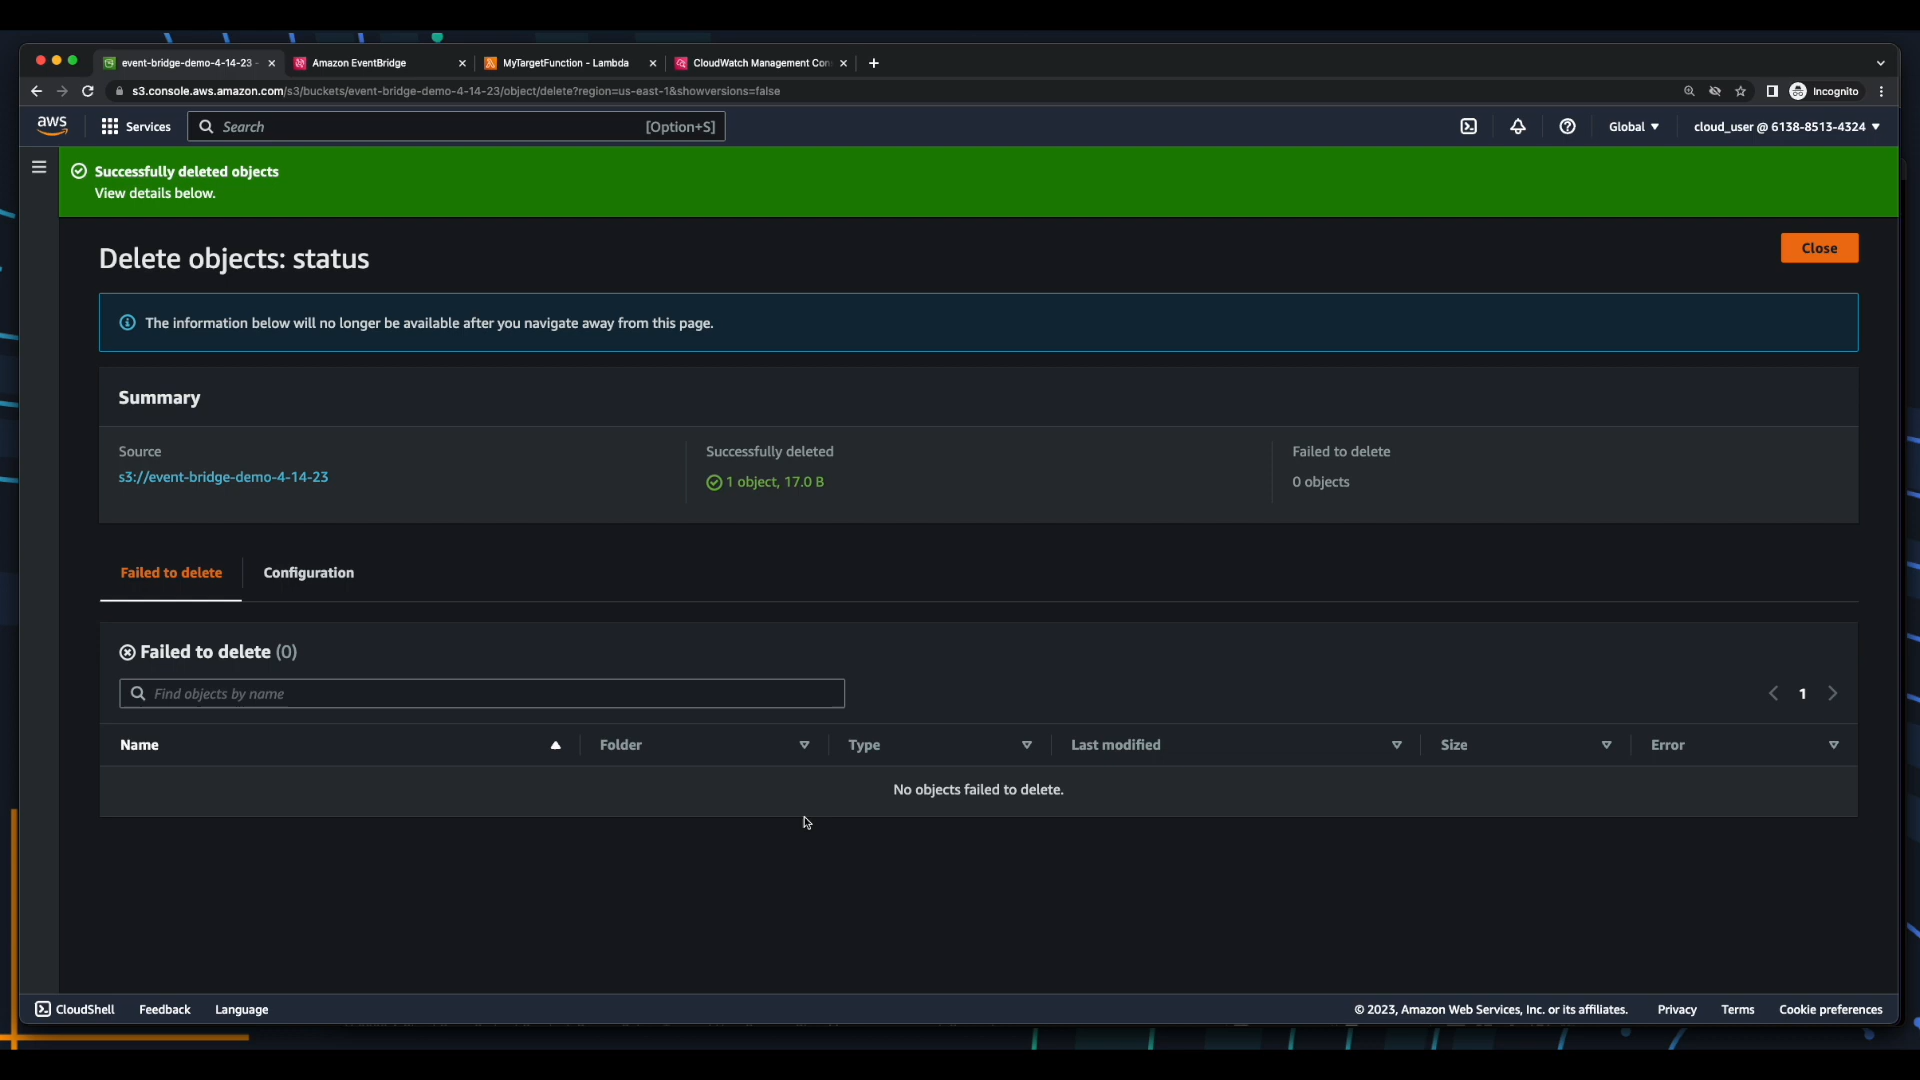 event-bridge-demo-4-14-23 -
Amazon EventBridge
MyTargetFunction - Lambda
CloudWatch Management Con
s3.console.aws.amazon.com/s3/buckets/event-bridge-demo-4-14-23/object/delete?region=us-east-1&showversions=false
Incognito
aws
Services
Search
[Option+S]
Global
cloud_user @ 6138-8513-4324
Successfully deleted objects
View details below.
Delete objects: status
Close
The information below will no longer be available after you navigate away from this page.
Summary
Source
s3://event-bridge-demo-4-14-23
Successfully deleted
1 object, 17.0 B
Failed to delete
0 objects
Failed to delete
Configuration
Failed to delete (0)
Find objects by name
1
Name
Folder
Type
Last modified
Size
Error
No objects failed to delete.
CloudShell
Feedback
Language
© 2023, Amazon Web Services, Inc. or its affiliates.
Privacy
Terms
Cookie preferences